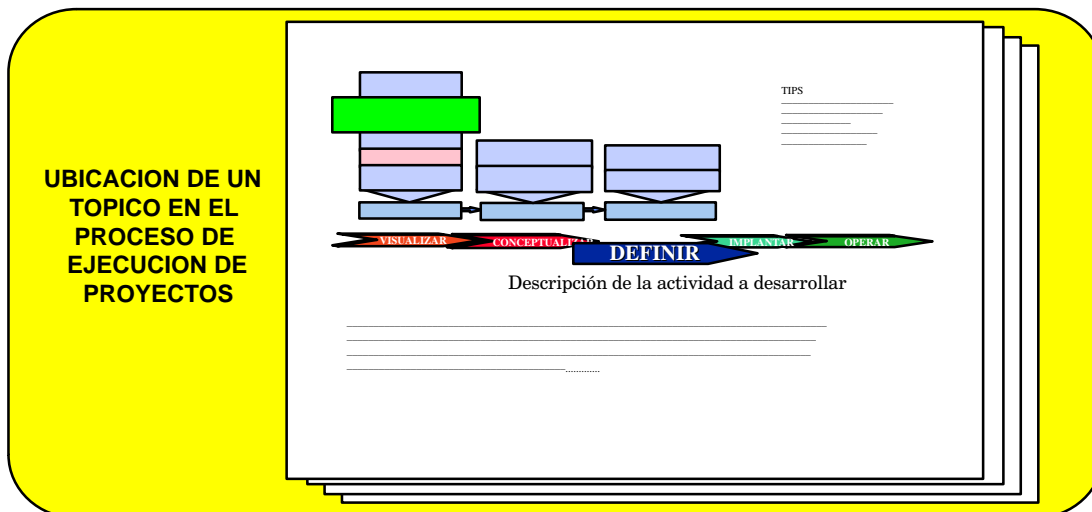 UBICACION DE UN
TOPICO EN EL
PROCESO DE
EJECUCION DE
PROYECTOS
TIPS
VISUALIZAR
CONCEPTUALIZAR
DEFINIR
IMPLANTAR
OPERAR
Descripción de la actividad a desarrollar